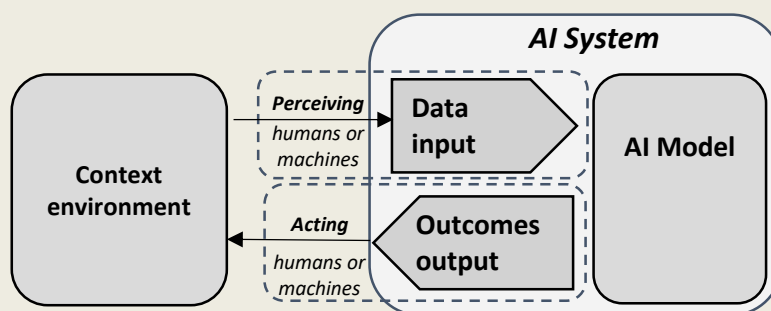 AI System
Context
environment
Perceiving
humans or
machines
Data
input
AI Model
Acting
humans or
machines
Outcomes
output